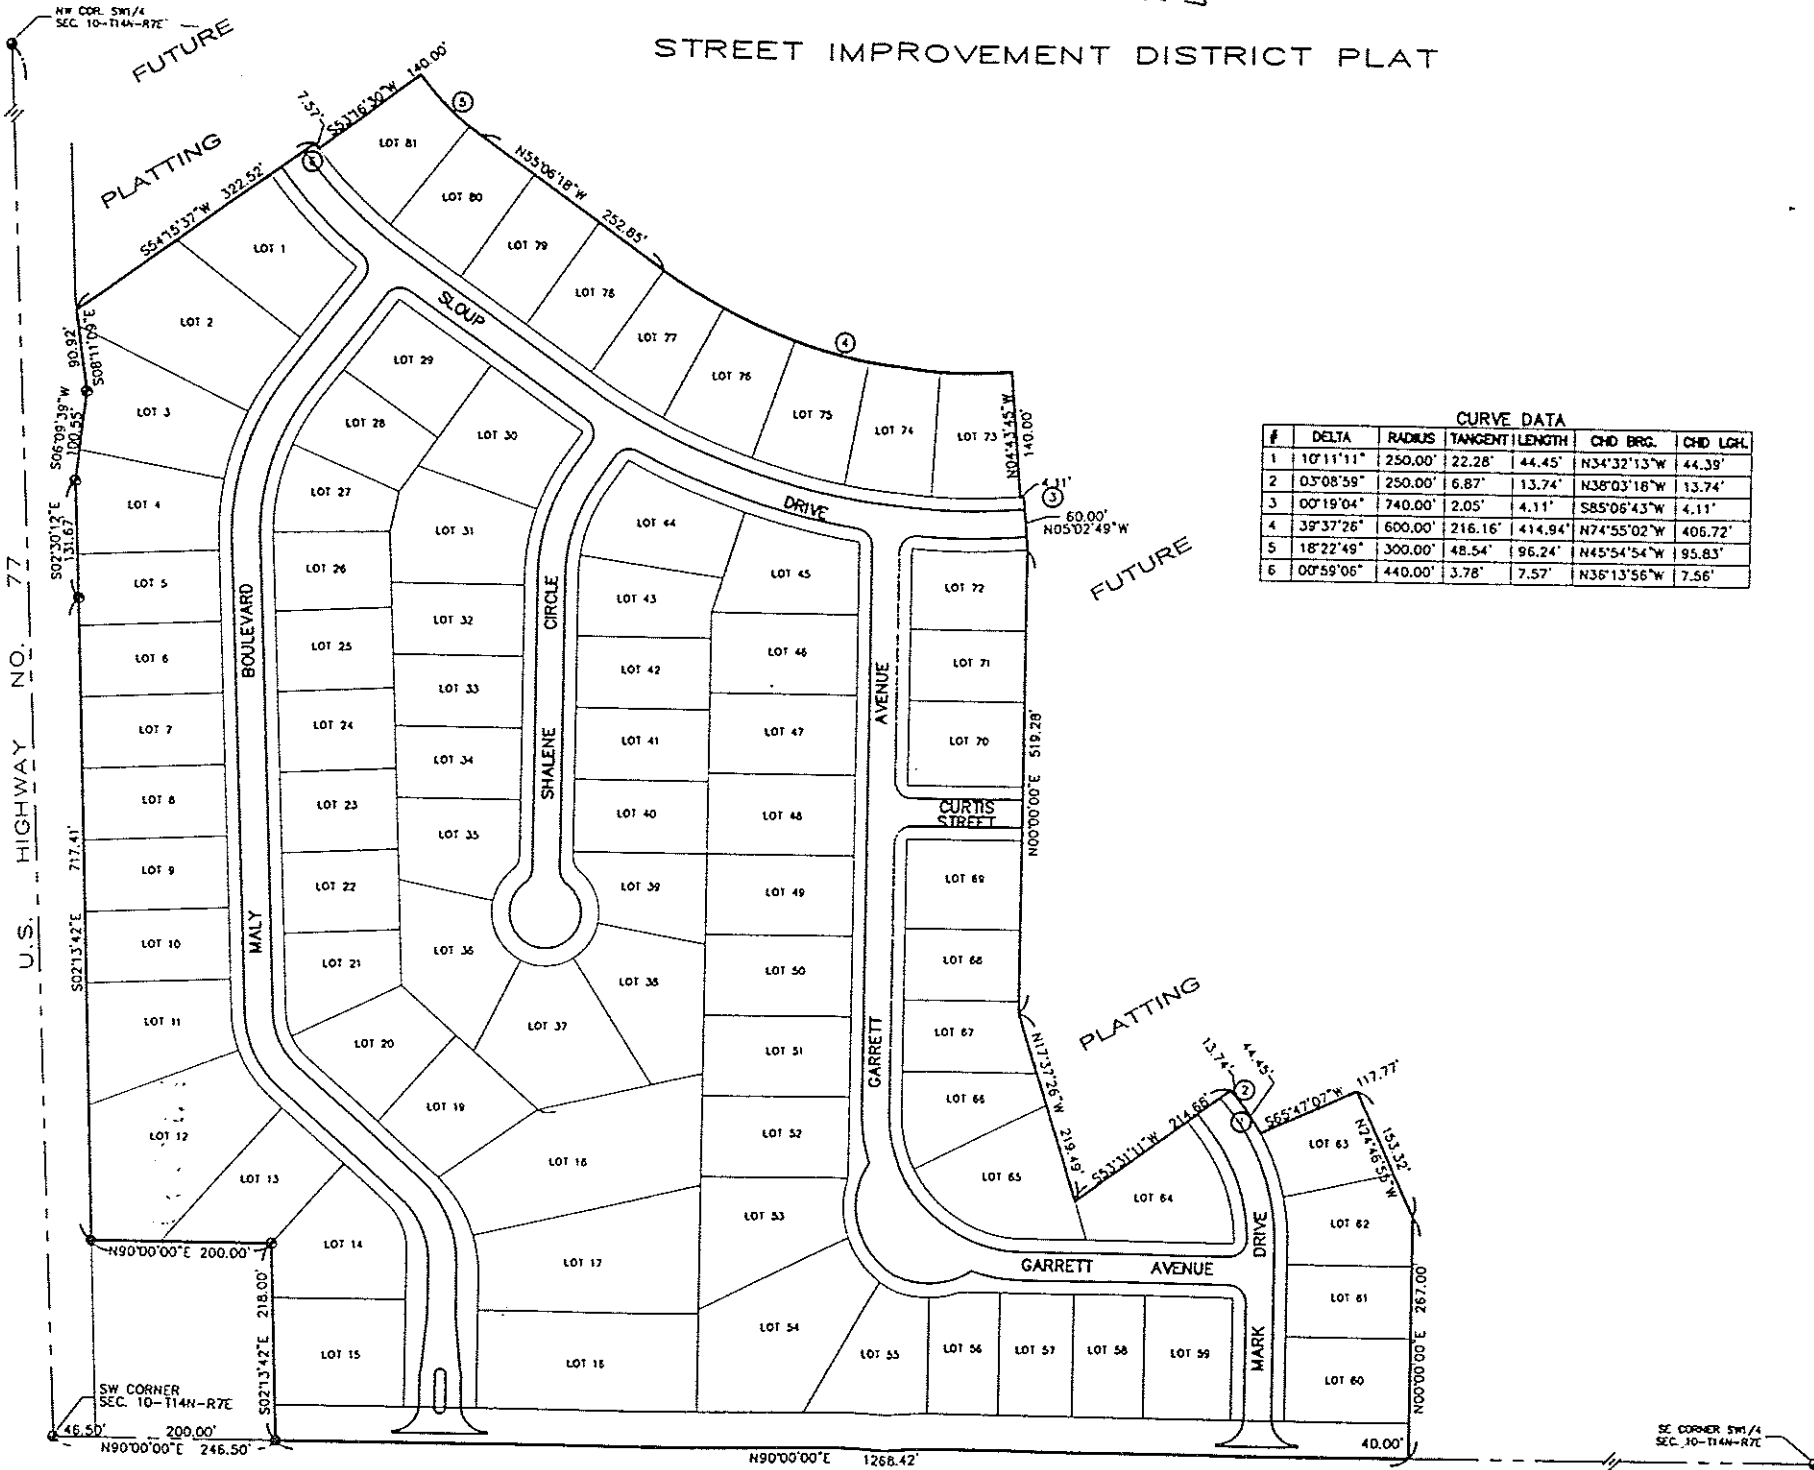 STREET IMPROVEMENT DISTRICT PLAT
NW COR. SW1/4
SEC. 10-T14N-R7E
FUTURE
PLATTING
140.00'
S53°16'30"W
7.57'
5
6
322.52'
S54°15'37"W
N55°06'18"W
252.85'
4
LOT 81
LOT 80
LOT 79
LOT 78
LOT 77
LOT 76
LOT 75
LOT 74
LOT 73
N04°43'45"W
140.00'
4.11'
3
60.00'
N05°02'49"W
FUTURE
CURVE DATA
# DELTA RADIUS TANGENT LENGTH CHD BRG. CHD LGH.
1 10°11'11" 250.00' 22.28' 44.45' N34°32'13"W 44.39'
2 03°08'59" 250.00' 6.87' 13.74' N38°03'18"W 13.74'
3 00°19'04" 740.00' 2.05' 4.11' S85°06'43"W 4.11'
4 39°37'26" 600.00' 216.16' 414.94' N74°55'02"W 406.72'
5 18°22'49" 300.00' 48.54' 96.24' N45°54'54"W 95.83'
6 00°59'06" 440.00' 3.78' 7.57' N36°13'56"W 7.56'
LOT 1
LOT 2
LOT 3
LOT 4
LOT 5
LOT 6
LOT 7
LOT 8
LOT 9
LOT 10
LOT 11
LOT 12
LOT 13
LOT 14
LOT 15
90.92'
S08°11'09"E
S06°09'39"W
100.55'
S02°30'12"E
131.67'
717.41'
S02°13'42"E
U.S. HIGHWAY NO. 77
MALY BOULEVARD
SLOUP DRIVE
SHALENE CIRCLE
GARRETT AVENUE
LOT 29
LOT 28
LOT 30
LOT 27
LOT 31
LOT 26
LOT 32
LOT 25
LOT 33
LOT 24
LOT 34
LOT 23
LOT 35
LOT 22
LOT 21
LOT 36
LOT 20
LOT 19
LOT 37
LOT 38
LOT 39
LOT 40
LOT 41
LOT 42
LOT 43
LOT 44
LOT 45
LOT 46
LOT 47
LOT 48
LOT 49
LOT 50
LOT 51
LOT 52
LOT 53
LOT 54
LOT 18
LOT 17
LOT 16
LOT 72
LOT 71
LOT 70
CURTIS
STREET
519.28'
N00°00'00"E
LOT 69
LOT 68
LOT 67
LOT 66
LOT 65
LOT 64
N17°37'26"W
219.49'
S53°31'11"W
214.66'
PLATTING
13.74'
44.45'
2
1
S65°47'07"W
117.77'
153.32'
N24°46'55"W
LOT 63
LOT 62
LOT 61
LOT 60
GARRETT AVENUE
MARK DRIVE
LOT 55
LOT 56
LOT 57
LOT 58
LOT 59
267.00'
N00°00'00"E
N90°00'00"E 200.00'
218.00'
S02°13'42"E
SW CORNER
SEC. 10-T14N-R7E
46.50'
200.00'
N90°00'00"E 246.50'
N90°00'00"E 1268.42'
40.00'
SE CORNER SW1/4
SEC. 10-T14N-R7E